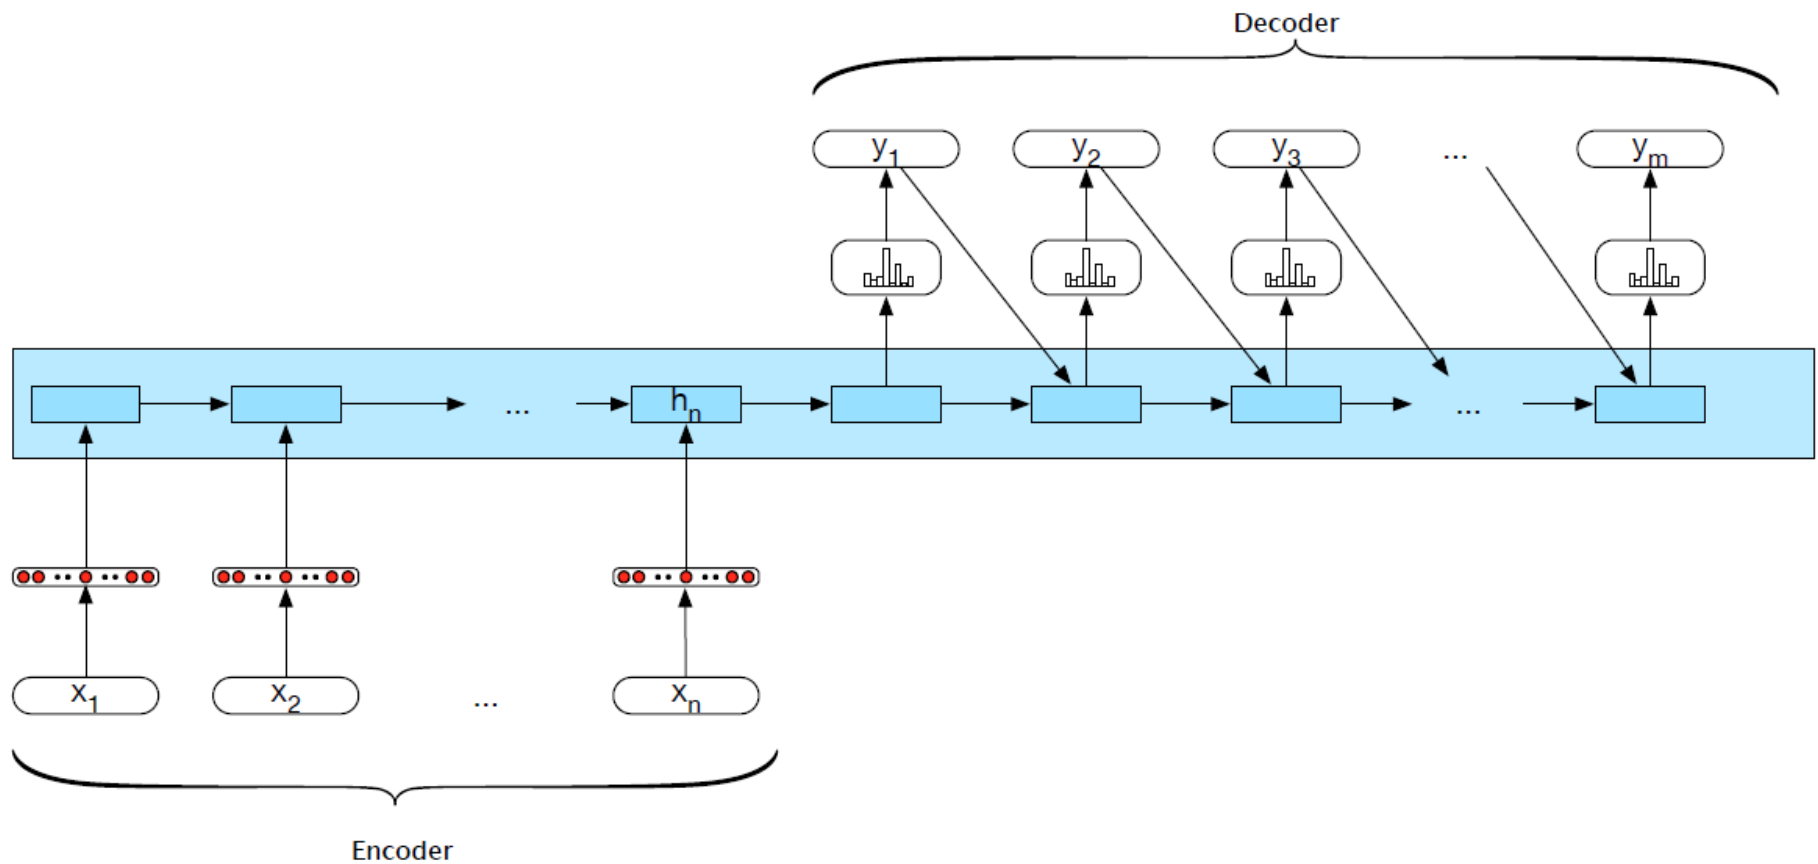 Decoder
y1 y2 y3 ... ym
... hn ...
x1 x2 ... xn
Encoder